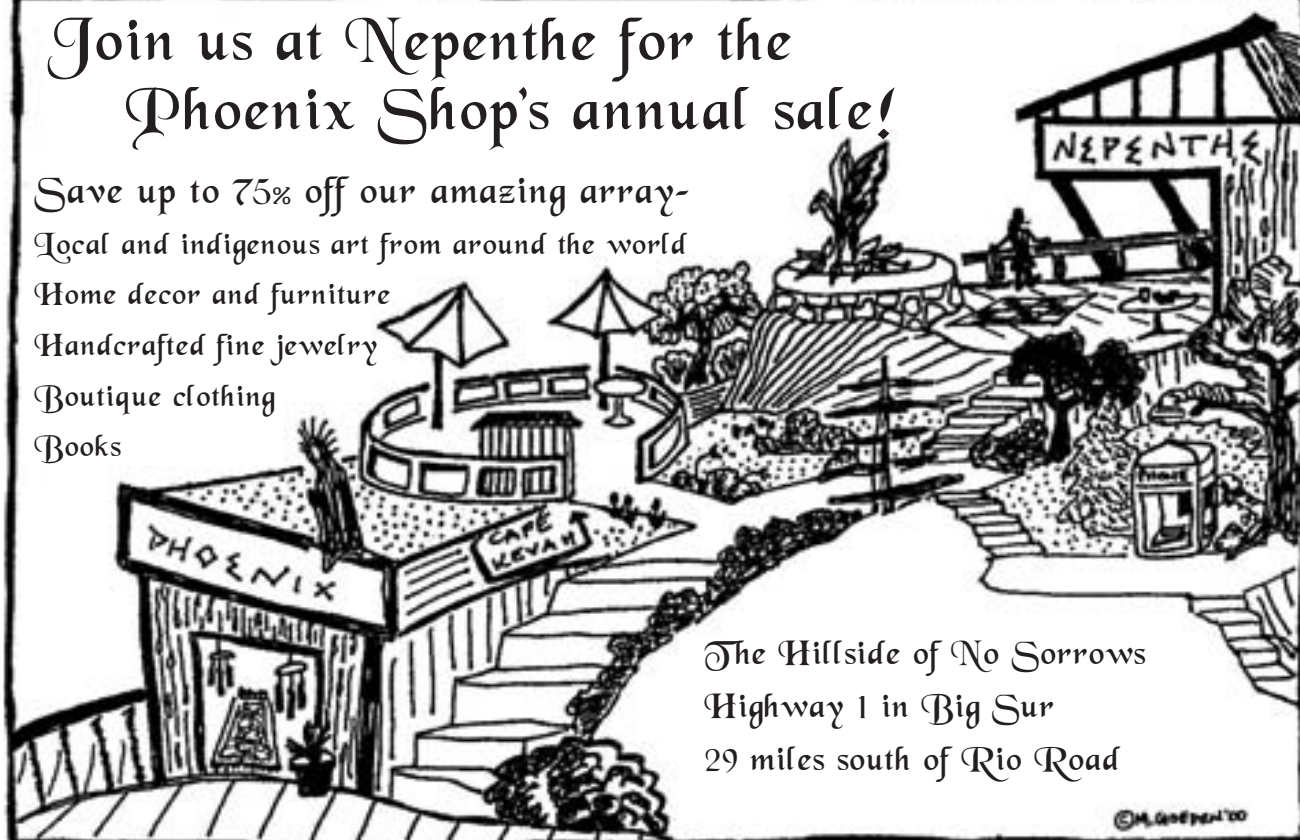 Join us at Nepenthe for the
Phoenix Shop's annual sale!
Save up to 75% off our amazing array-
Local and indigenous art from around the world
Home decor and furniture
Handcrafted fine jewelry
Boutique clothing
Books
NEPENTHE
PHONE
CAFÉ
KEVAH
PHOENIX
The Hillside of No Sorrows
Highway 1 in Big Sur
29 miles south of Rio Road